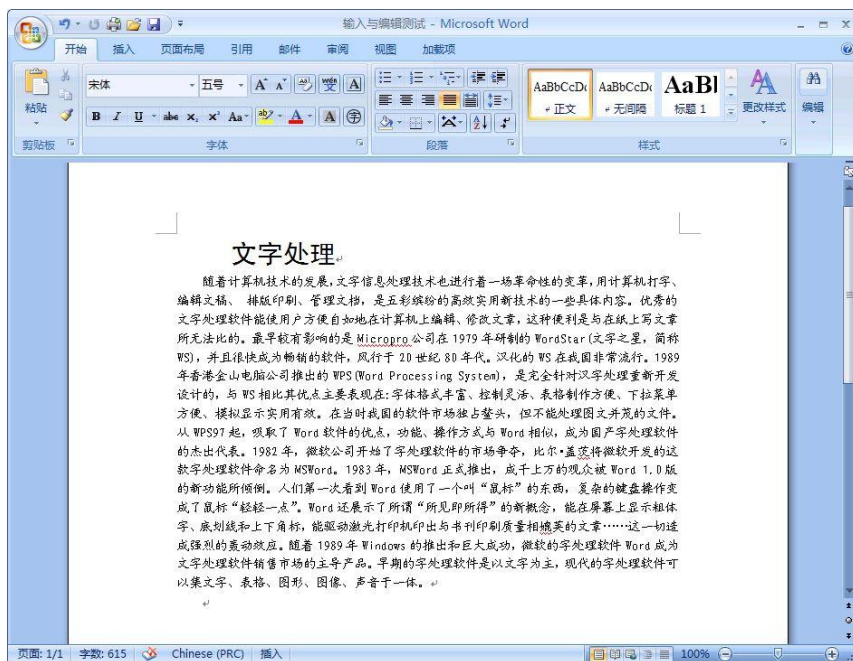 输入与编辑测试 - Microsoft Word
开始 插入 页面布局 引用 邮件 审阅 视图 加载项
宋体 五号
粘贴
B I U abc x₂ x² Aa A A
AaBbCcDc AaBbCcDc AaBl
正文 无间隔 标题 1
更改样式 编辑
剪贴板 字体 段落 样式
文字处理
随着计算机技术的发展,文字信息处理技术也进行着一场革命性的变革,用计算机打字、
编辑文稿、 排版印刷、管理文档, 是五彩缤纷的高效实用新技术的一些具体内容。优秀的
文字处理软件能使用户方便自如地在计算机上编辑、修改文章, 这种便利是与在纸上写文章
所无法比的。最早较有影响的是 Micropro 公司在 1979 年研制的 WordStar(文字之星, 简称
WS), 并且很快成为畅销的软件, 风行于 20 世纪 80 年代。汉化的 WS 在我国非常流行。1989
年香港金山电脑公司推出的 WPS(Word Processing System), 是完全针对汉字处理重新开发
设计的, 与 WS 相比其优点主要表现在:字体格式丰富、控制灵活、表格制作方便、下拉菜单
方便、模拟显示实用有效。在当时我国的软件市场独占鳌头, 但不能处理图文并茂的文件。
从 WPS97 起, 吸取了 Word 软件的优点, 功能、操作方式与 Word 相似, 成为国产字处理软件
的杰出代表。1982 年, 微软公司开始了字处理软件的市场争夺, 比尔·盖茨将微软开发的这
款字处理软件命名为 MSWord。1983 年, MSWord 正式推出, 成千上万的观众被 Word 1.0 版
的新功能所倾倒。人们第一次看到 Word 使用了一个叫“鼠标”的东西, 复杂的键盘操作变
成了鼠标“轻轻一点”。Word 还展示了所谓“所见即所得”的新概念, 能在屏幕上显示粗体
字、底划线和上下角标, 能驱动激光打印机印出与书刊印刷质量相媲美的文章……这一切造
成强烈的轰动效应。随着 1989 年 Windows 的推出和巨大成功, 微软的字处理软件 Word 成为
文字处理软件销售市场的主导产品。早期的字处理软件是以文字为主, 现代的字处理软件可
以集文字、表格、图形、图像、声音于一体。
页面: 1/1 字数: 615 Chinese (PRC) 插入 100%